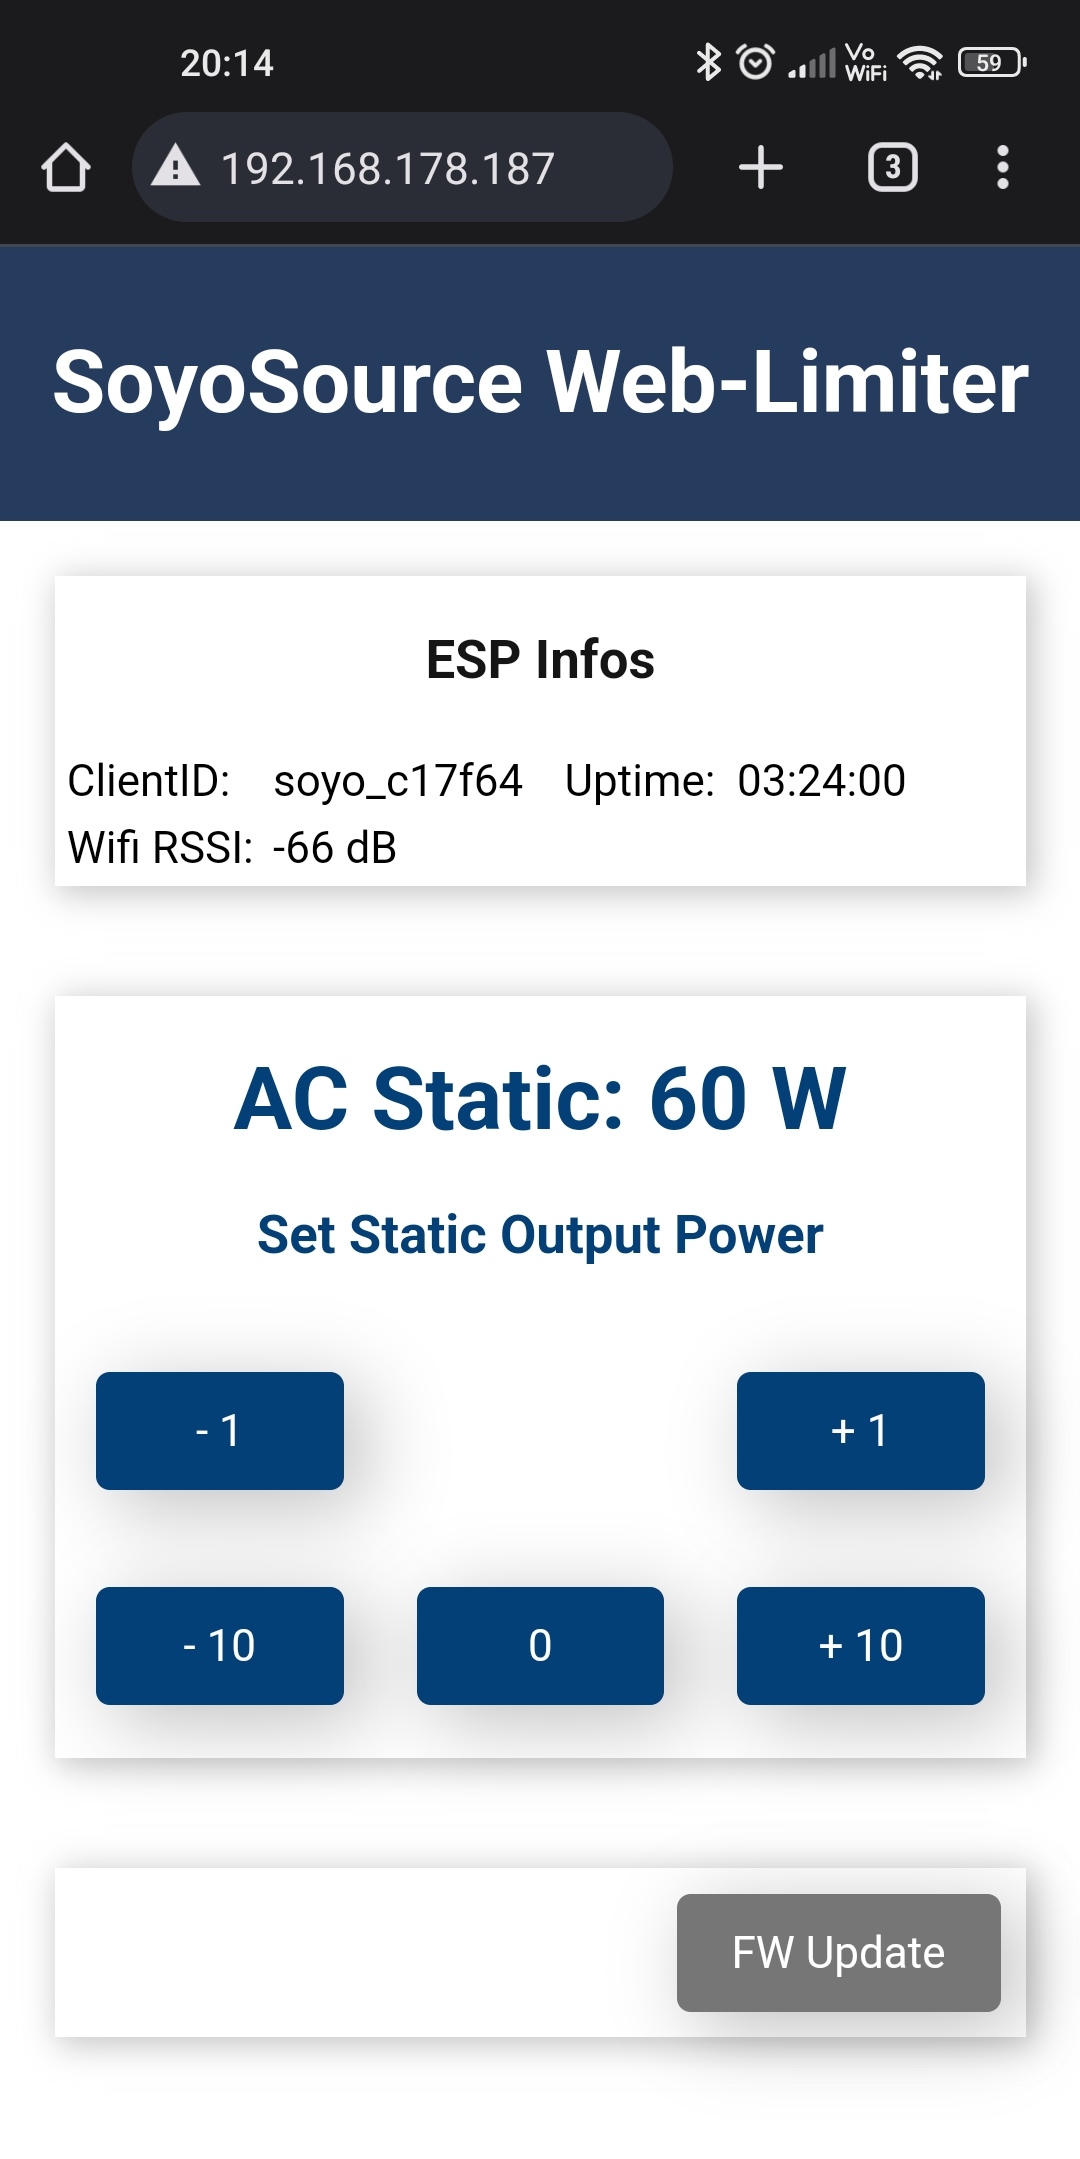 20:14 Vo WiFi 59
192.168.178.187 3
SoyoSource Web-Limiter
ESP Infos
ClientID: soyo_c17f64 Uptime: 03:24:00
Wifi RSSI: -66 dB
AC Static: 60 W
Set Static Output Power
- 1 + 1
- 10 0 + 10
FW Update